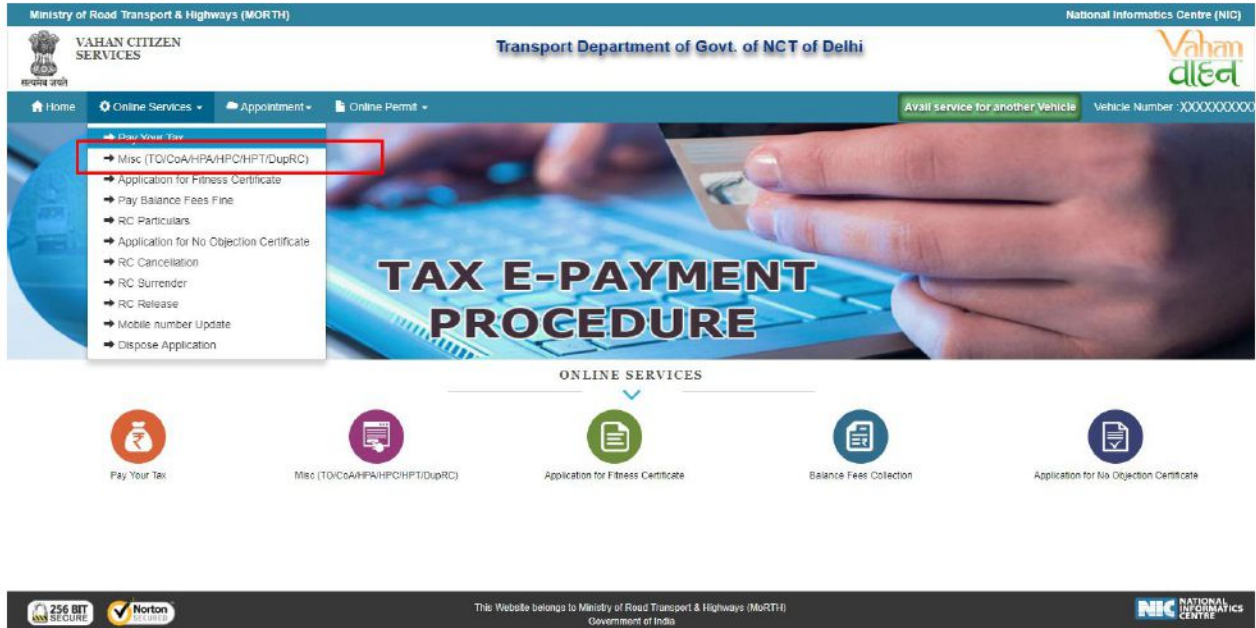 Ministry of Road Transport & Highways (MORTH)
National Informatics Centre (NIC)
सत्यमेव जयते
VAHAN CITIZEN
SERVICES
Transport Department of Govt. of NCT of Delhi
Vahan
वाहन
Home
Online Services
Appointment
Online Permit
Avail service for another Vehicle
Vehicle Number :XXXXXXXXXX
Pay Your Tax
Misc (TO/CoA/HPA/HPC/HPT/DupRC)
Application for Fitness Certificate
Pay Balance Fees Fine
RC Particulars
Application for No Objection Certificate
RC Cancellation
RC Surrender
RC Release
Mobile number Update
Dispose Application
TAX E-PAYMENT
PROCEDURE
ONLINE SERVICES
Pay Your Tax
Misc (TO/CoA/HPA/HPC/HPT/DupRC)
Application for Fitness Certificate
Balance Fees Collection
Application for No Objection Certificate
256 BIT
SECURE
Norton
SECURED
This Website belongs to Ministry of Road Transport & Highways (MoRTH)
Government of India
NIC
NATIONAL
INFORMATICS
CENTRE